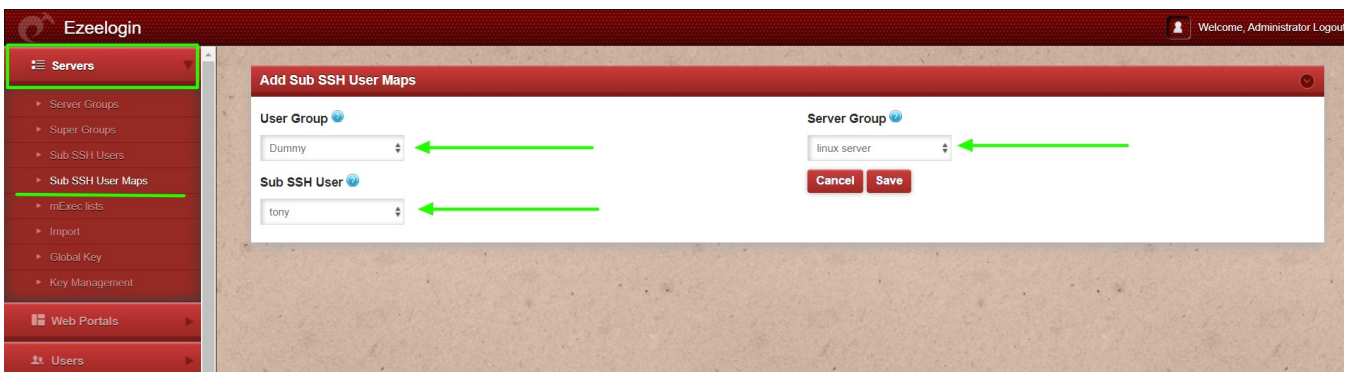 Ezeelogin
Welcome, Administrator Logout
Servers
Server Groups
Super Groups
Sub SSH Users
Sub SSH User Maps
mExec lists
Import
Global Key
Key Management
Web Portals
Users
Add Sub SSH User Maps
User Group
Dummy
Sub SSH User
tony
Server Group
linux server
Cancel Save